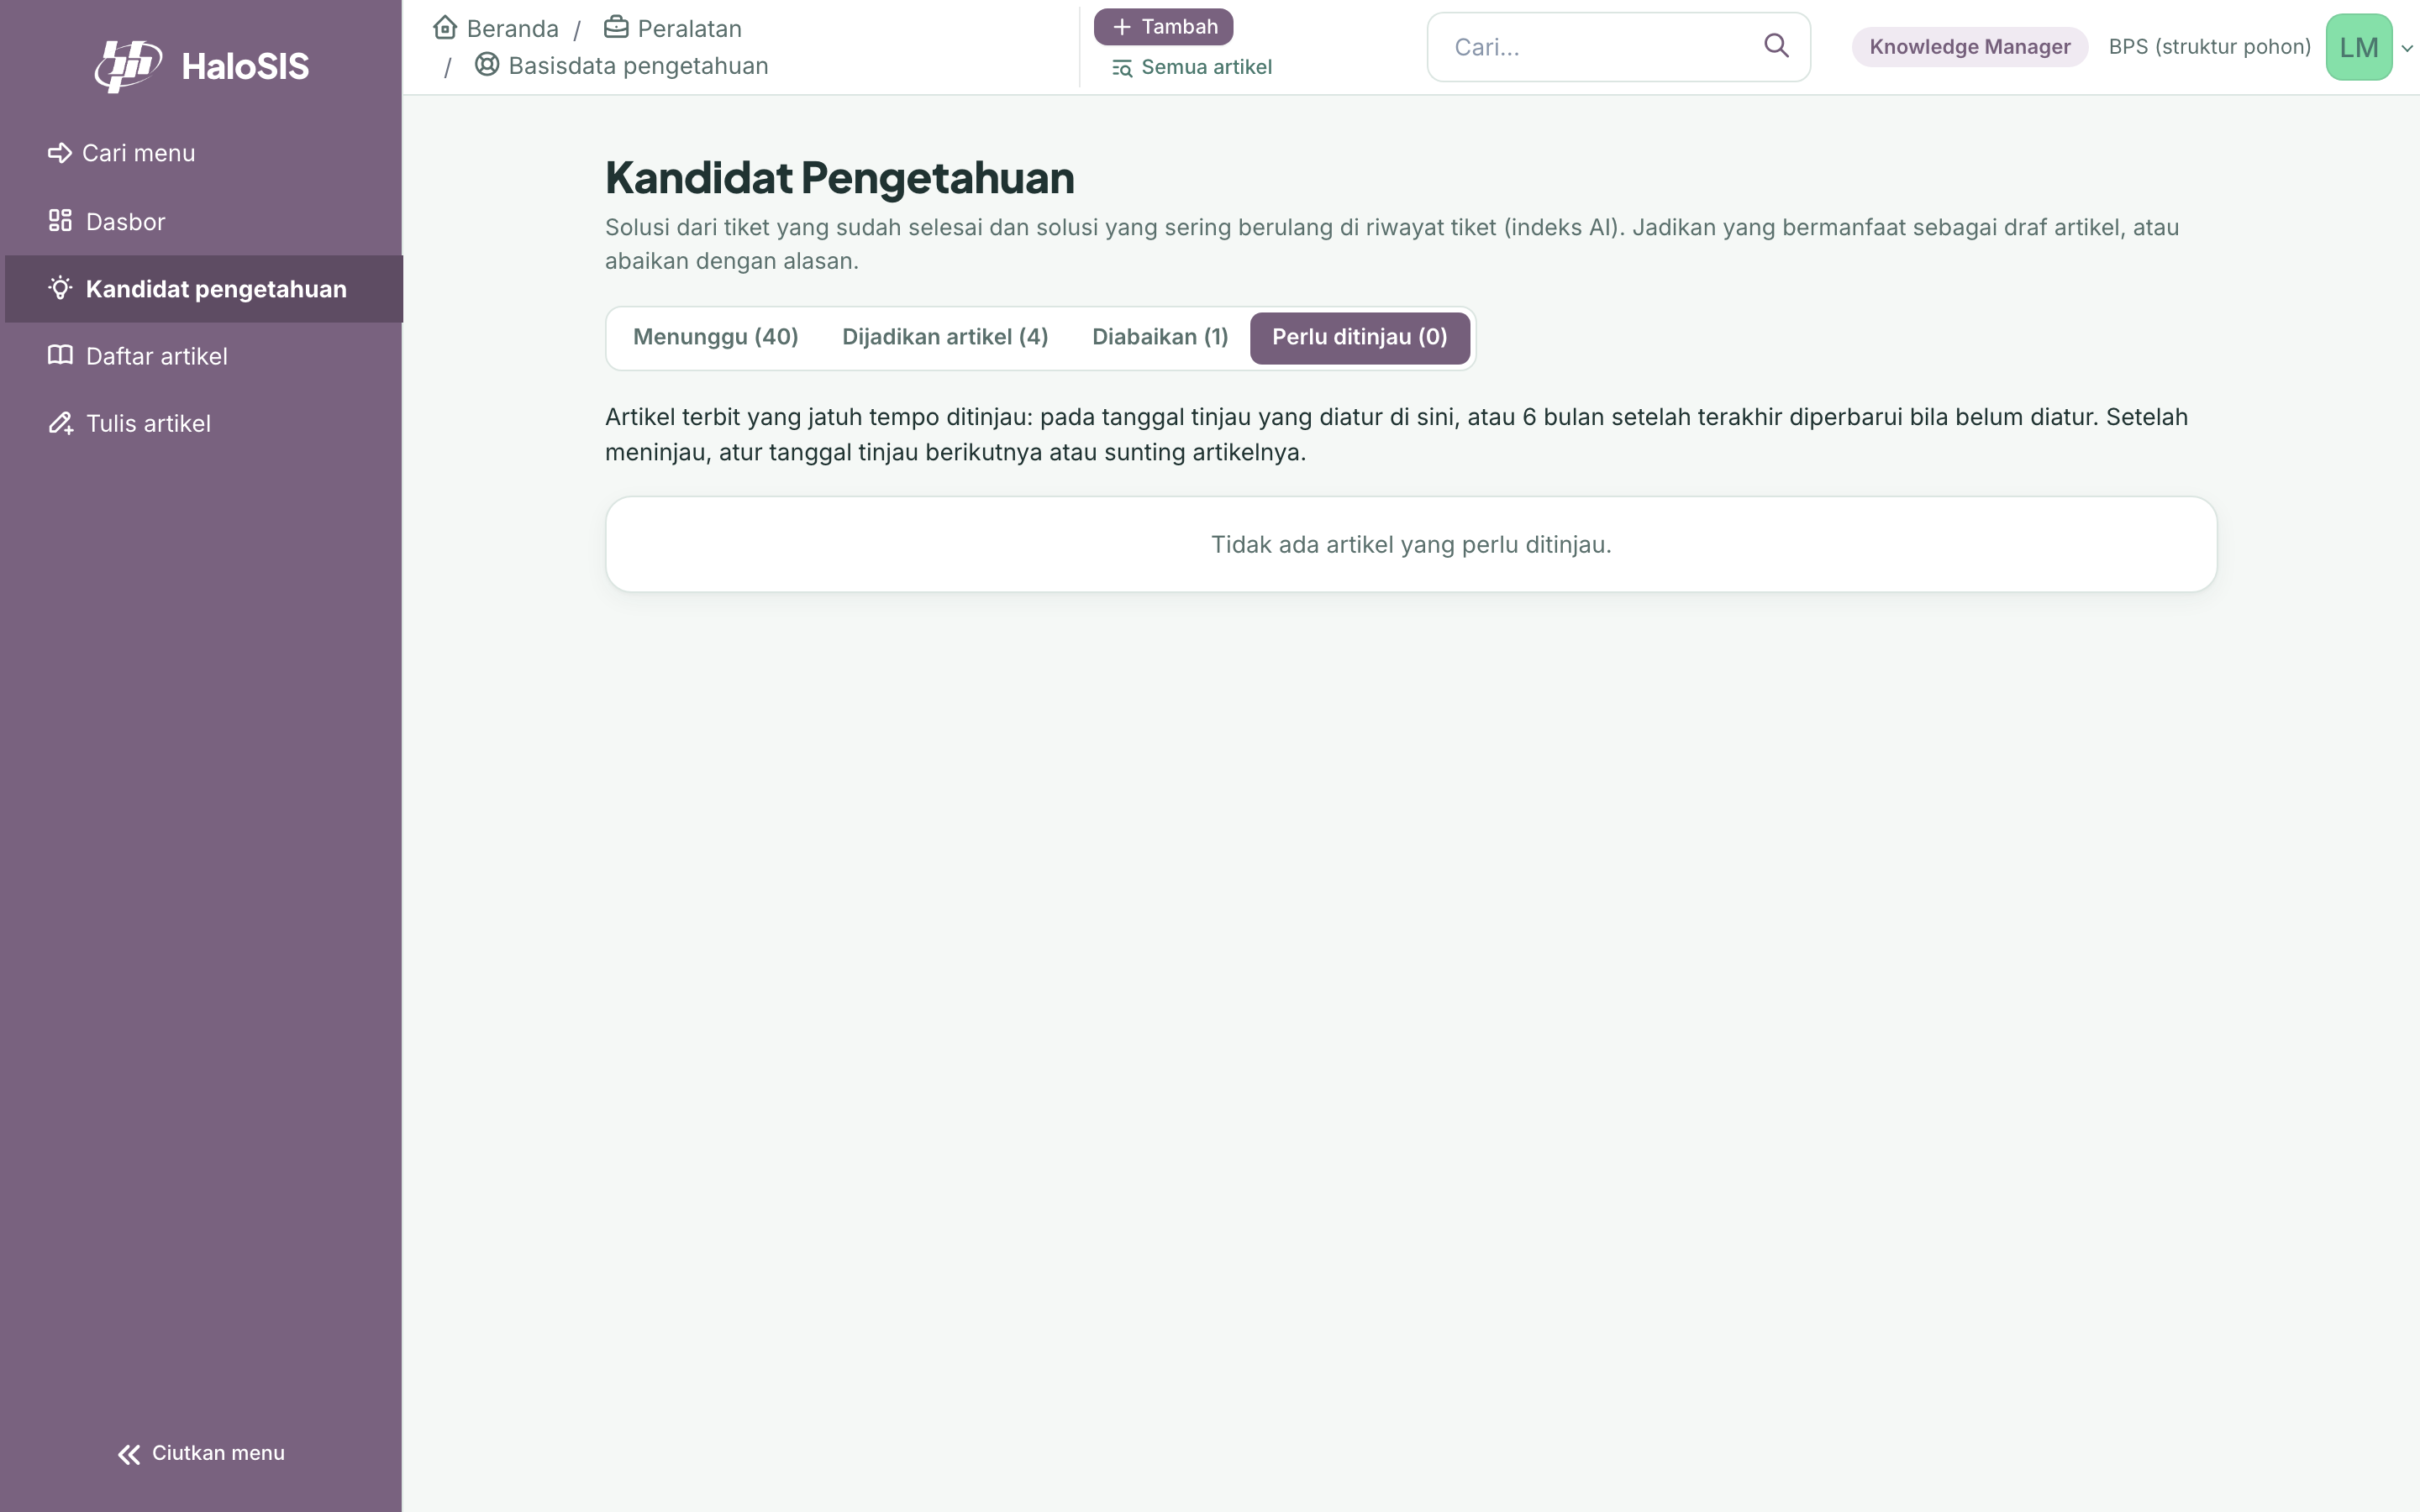 HaloSIS
Cari menu
Dasbor
Kandidat pengetahuan
Daftar artikel
Tulis artikel
Ciutkan menu
Beranda / Peralatan
/ Basisdata pengetahuan
Tambah
Semua artikel
Cari...
Knowledge Manager
BPS (struktur pohon)
LM
Kandidat Pengetahuan
Solusi dari tiket yang sudah selesai dan solusi yang sering berulang di riwayat tiket (indeks AI). Jadikan yang bermanfaat sebagai draf artikel, atau
abaikan dengan alasan.
Menunggu (40)
Dijadikan artikel (4)
Diabaikan (1)
Perlu ditinjau (0)
Artikel terbit yang jatuh tempo ditinjau: pada tanggal tinjau yang diatur di sini, atau 6 bulan setelah terakhir diperbarui bila belum diatur. Setelah
meninjau, atur tanggal tinjau berikutnya atau sunting artikelnya.
Tidak ada artikel yang perlu ditinjau.